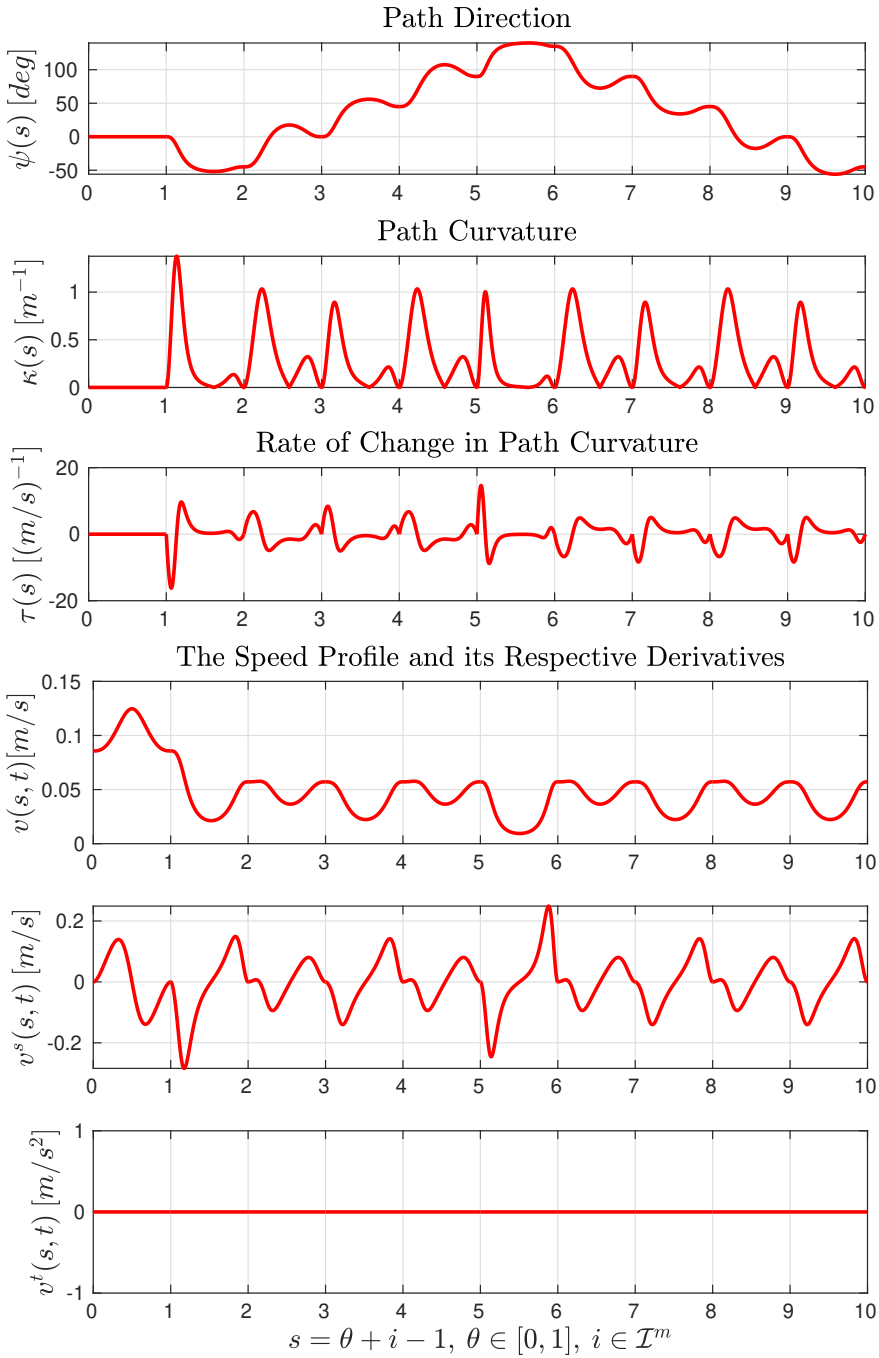 Path Direction
ψ(s) [deg]
100
50
0
-50
0 1 2 3 4 5 6 7 8 9 10
Path Curvature
κ(s) [m⁻¹]
1
0.5
0
0 1 2 3 4 5 6 7 8 9 10
Rate of Change in Path Curvature
τ(s) [(m/s)⁻¹]
20
0
-20
0 1 2 3 4 5 6 7 8 9 10
The Speed Profile and its Respective Derivatives
v(s, t)[m/s]
0.15
0.1
0.05
0
0 1 2 3 4 5 6 7 8 9 10
vˢ(s, t) [m/s]
0.2
0
-0.2
0 1 2 3 4 5 6 7 8 9 10
vᵗ(s, t) [m/s²]
1
0
-1
0 1 2 3 4 5 6 7 8 9 10
s = θ + i − 1, θ ∈ [0, 1], i ∈ ℐᵐ